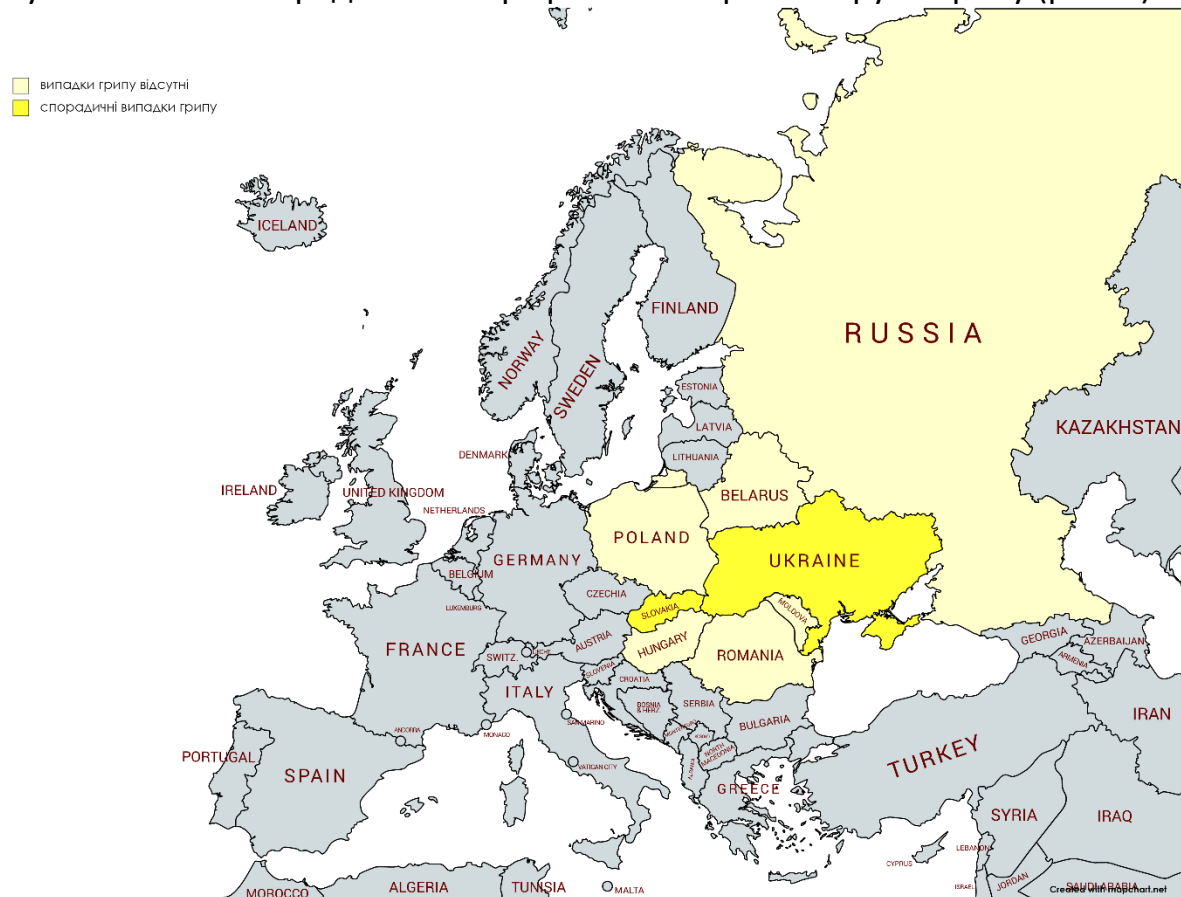 випадки грипу відсутні
спорадичні випадки грипу
ICELAND
RUSSIA
FINLAND
NORWAY
SWEDEN
ESTONIA
LATVIA
LITHUANIA
KAZAKHSTAN
DENMARK
IRELAND
UNITED KINGDOM
NETHERLANDS
BELARUS
POLAND
GERMANY
UKRAINE
BELGIUM
CZECHIA
LUXEMBURG
SLOVAKIA
MOLDOVA
FRANCE
SWITZ.
AUSTRIA
HUNGARY
ROMANIA
GEORGIA
AZERBAIJAN
ARMENIA
SLOVENIA
CROATIA
ITALY
BOSNIA
& HERZ.
SERBIA
SAN MARINO
BULGARIA
IRAN
ANDORRA
MONACO
NORTH
MACEDONIA
PORTUGAL
SPAIN
VATICAN CITY
TURKEY
GREECE
SYRIA
IRAQ
LEBANON
CYPRUS
ISRAEL
JORDAN
SAUDI ARABIA
MOROCCO
ALGERIA
TUNISIA
MALTA
Created with mapchart.net